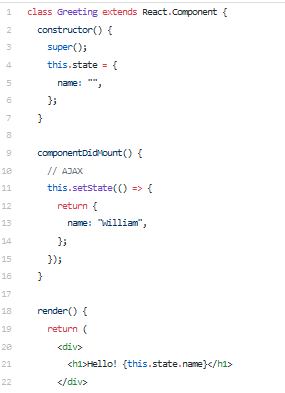 1 class Greeting extends React.Component {
2 constructor() {
3 super();
4 this.state = {
5 name: "",
6 };
7 }
8
9 componentDidMount() {
10 // AJAX
11 this.setState(() => {
12 return {
13 name: "William",
14 };
15 });
16 }
17
18 render() {
19 return (
20 <div>
21 <h1>Hello! {this.state.name}</h1>
22 </div>